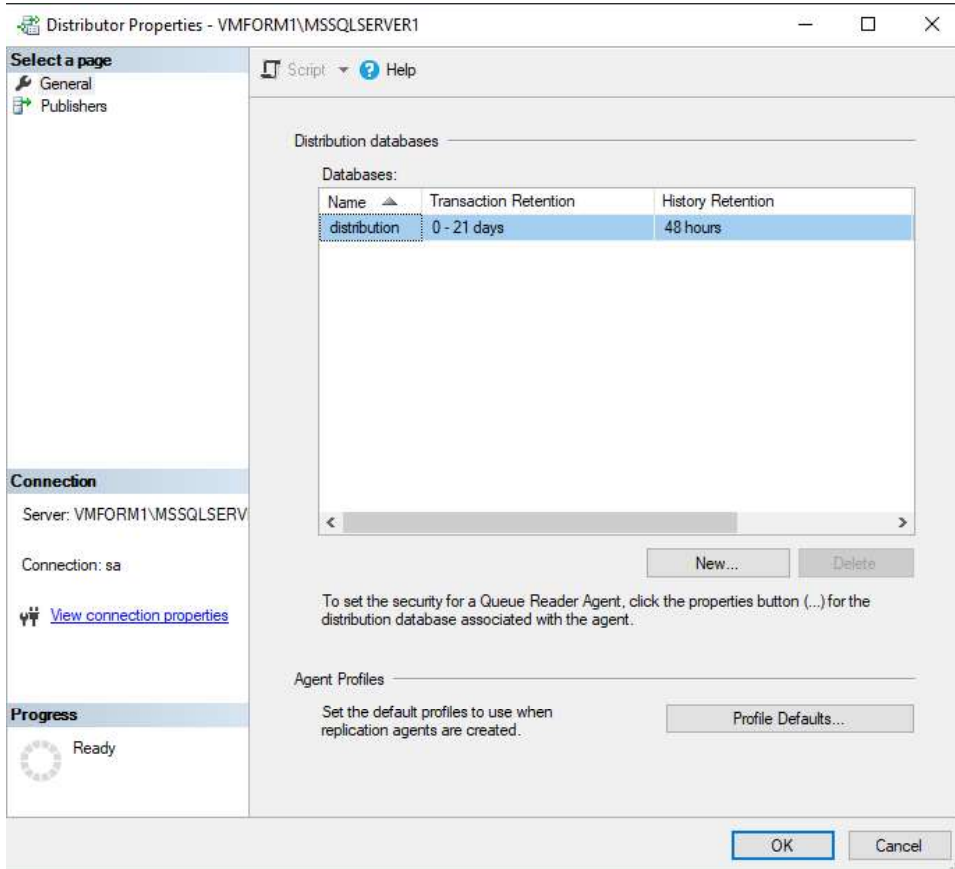 Distributor Properties - VMFORM1\MSSQLSERVER1
Select a page
General
Publishers
Script
Help
Distribution databases
Databases:
Name Transaction Retention History Retention
distribution 0 - 21 days 48 hours
New... Delete
To set the security for a Queue Reader Agent, click the properties button (...) for the
distribution database associated with the agent.
Agent Profiles
Set the default profiles to use when
replication agents are created.
Profile Defaults...
Connection
Server: VMFORM1\MSSQLSERV
Connection: sa
View connection properties
Progress
Ready
OK Cancel